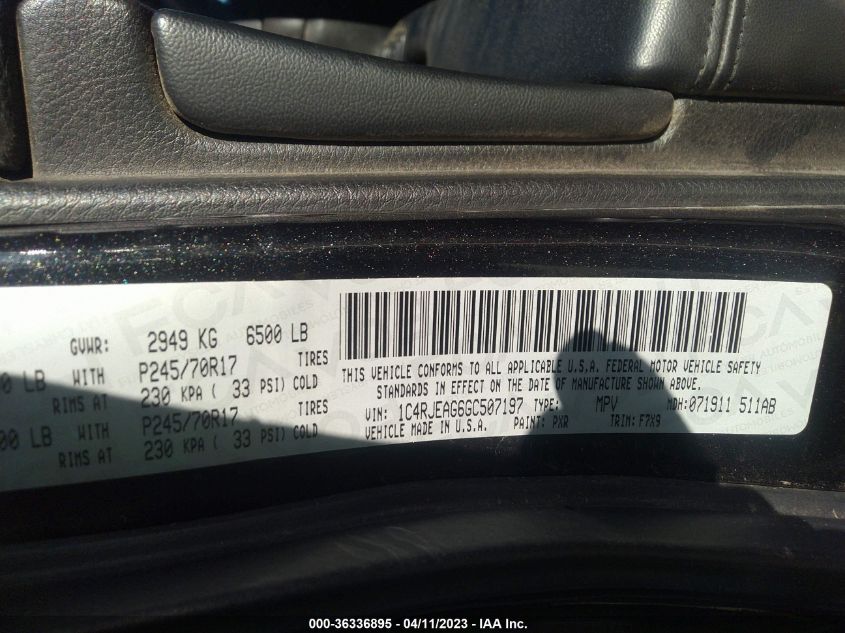 GVWR: 2949 KG 6500 LB
LB WITH P245/70R17 TIRES
RIMS AT 230 KPA ( 33 PSI) COLD
00 LB WITH P245/70R17 TIRES
RIMS AT 230 KPA ( 33 PSI) COLD
THIS VEHICLE CONFORMS TO ALL APPLICABLE U.S.A. FEDERAL MOTOR VEHICLE SAFETY
STANDARDS IN EFFECT ON THE DATE OF MANUFACTURE SHOWN ABOVE.
VIN: 1C4RJEAG6GC507197 TYPE: MPV MDH:071911 511AB
VEHICLE MADE IN U.S.A. PAINT: PXR TRIM:F7X9
000-36336895 - 04/11/2023 - IAA Inc.